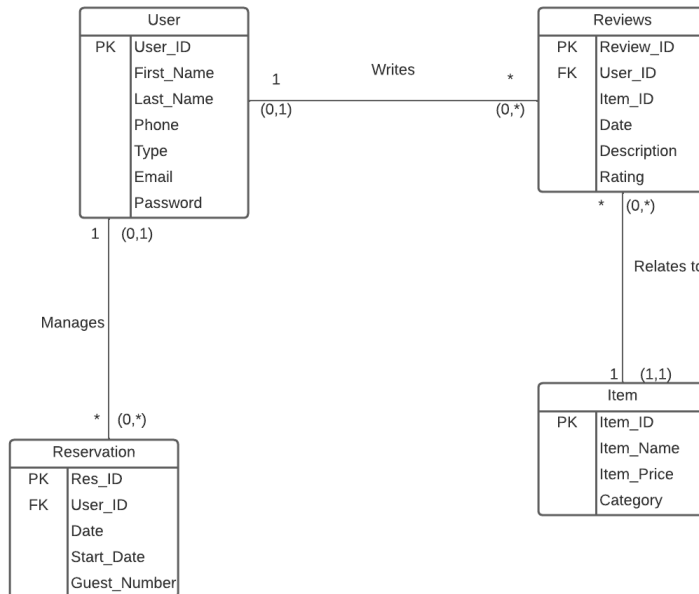 User
PK User_ID
First_Name
Last_Name
Phone
Type
Email
Password
1 Writes *
(0,1) (0,*)
Reviews
PK Review_ID
FK User_ID
Item_ID
Date
Description
Rating
1 (0,1)
Manages
* (0,*)
* (0,*)
Relates to
1 (1,1)
Reservation
PK Res_ID
FK User_ID
Date
Start_Date
Guest_Number
Item
PK Item_ID
Item_Name
Item_Price
Category